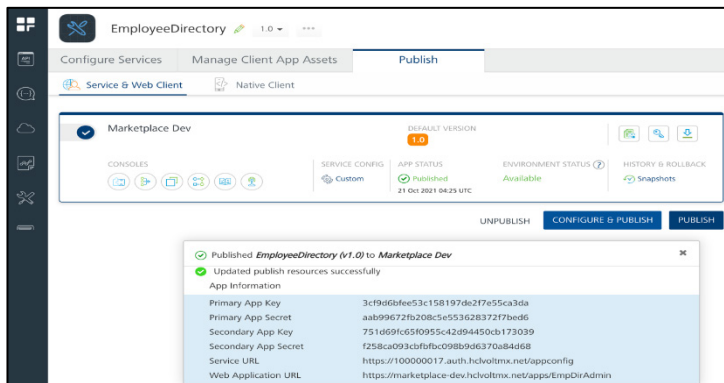 EmployeeDirectory 1.0
Configure Services Manage Client App Assets Publish
Service & Web Client Native Client
Marketplace Dev DEFAULT VERSION
1.0
CONSOLES SERVICE CONFIG APP STATUS ENVIRONMENT STATUS (?) HISTORY & ROLLBACK
Custom Published Available Snapshots
21 Oct 2021 04:25 UTC
UNPUBLISH CONFIGURE & PUBLISH PUBLISH
Published EmployeeDirectory (v1.0) to Marketplace Dev
Updated publish resources successfully
App Information
Primary App Key 3cf9d6bfee53c158197de2f7e55ca3da
Primary App Secret aab99672fb208c5e553628372f7bed6
Secondary App Key 751d69fc65f0955c42d94450cb173039
Secondary App Secret f258ca093cbfbfbc098b9d6370a84d68
Service URL https://100000017.auth.hclvoltmx.net/appconfig
Web Application URL https://marketplace-dev.hclvoltmx.net/apps/EmpDirAdmin